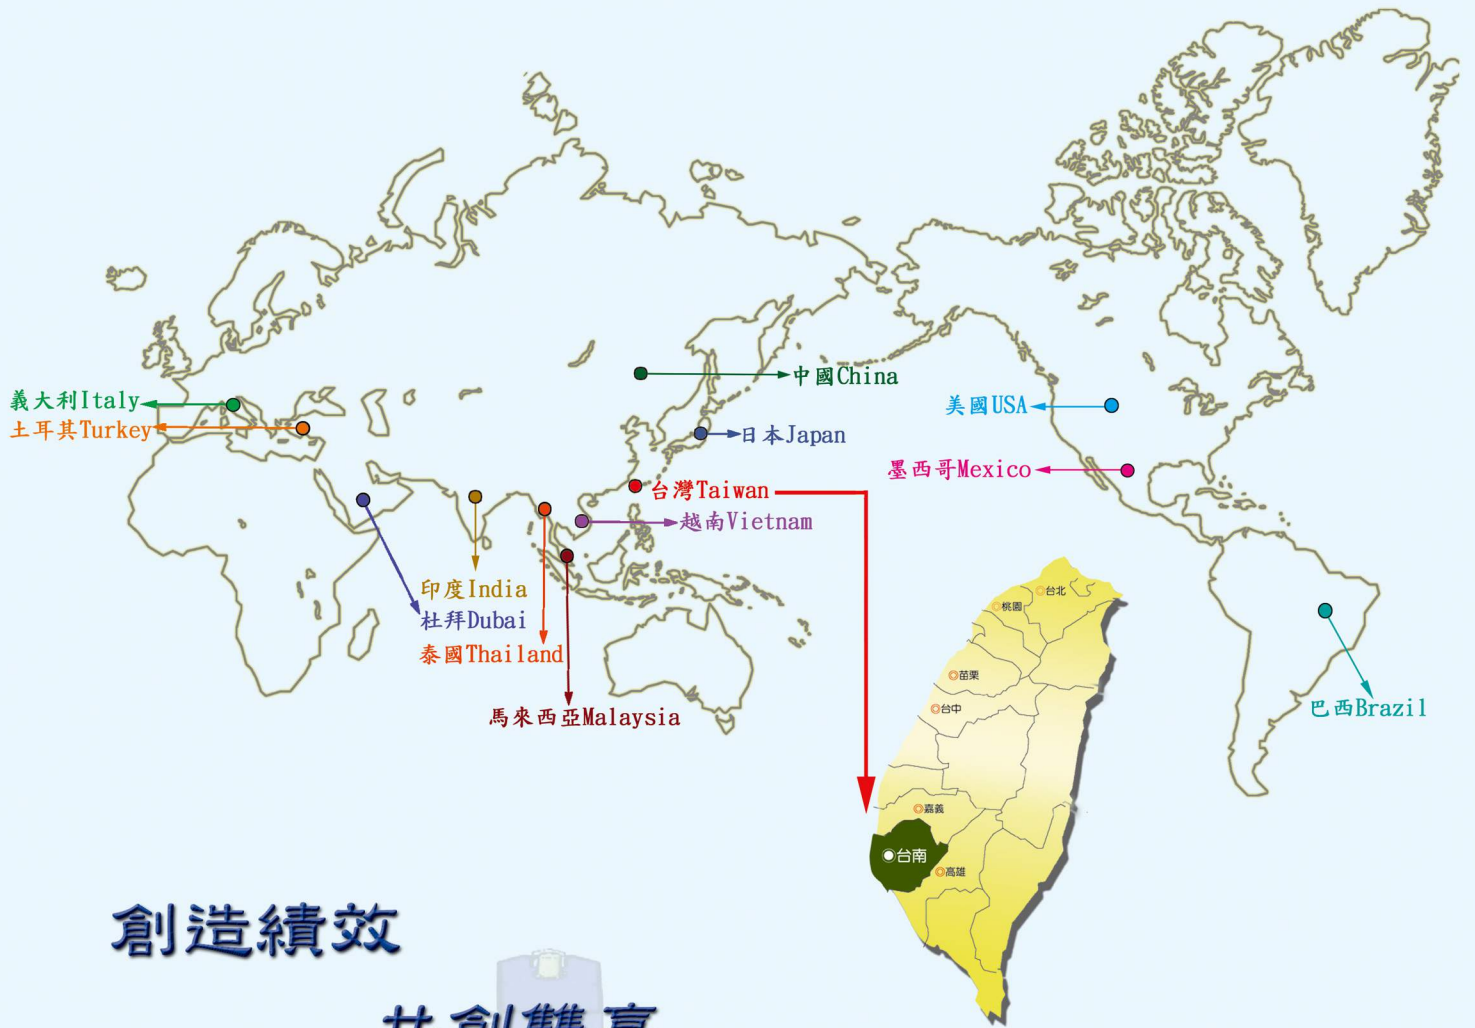 中國China
義大利Italy
美國USA
土耳其Turkey
日本Japan
墨西哥Mexico
台灣Taiwan
越南Vietnam
印度India
杜拜Dubai
泰國Thailand
馬來西亞Malaysia
巴西Brazil
台北
桃園
苗栗
台中
嘉義
台南
高雄
創造績效
共創雙贏